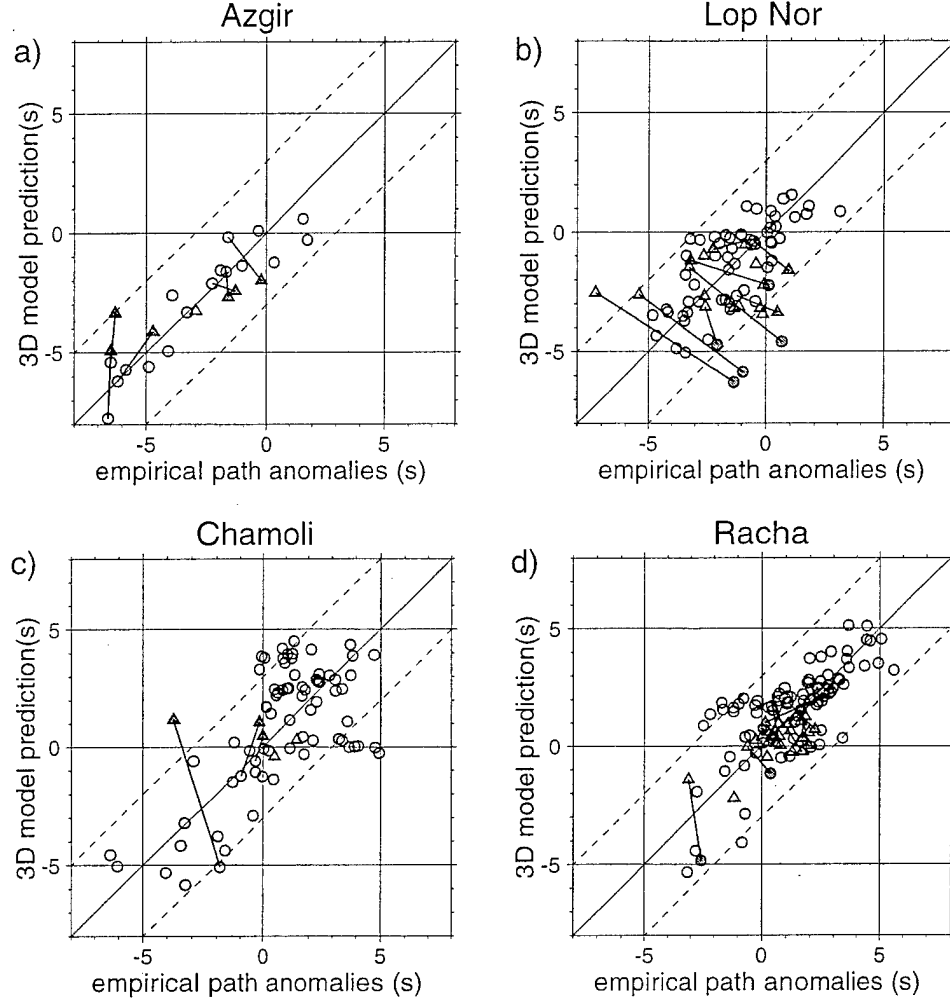 Azgir
a)
3D model prediction(s)
5
0
-5
-5
0
5
empirical path anomalies (s)
Lop Nor
b)
3D model prediction(s)
5
0
-5
-5
0
5
empirical path anomalies (s)
Chamoli
c)
3D model prediction(s)
5
0
-5
-5
0
5
empirical path anomalies (s)
Racha
d)
3D model prediction(s)
5
0
-5
-5
0
5
empirical path anomalies (s)